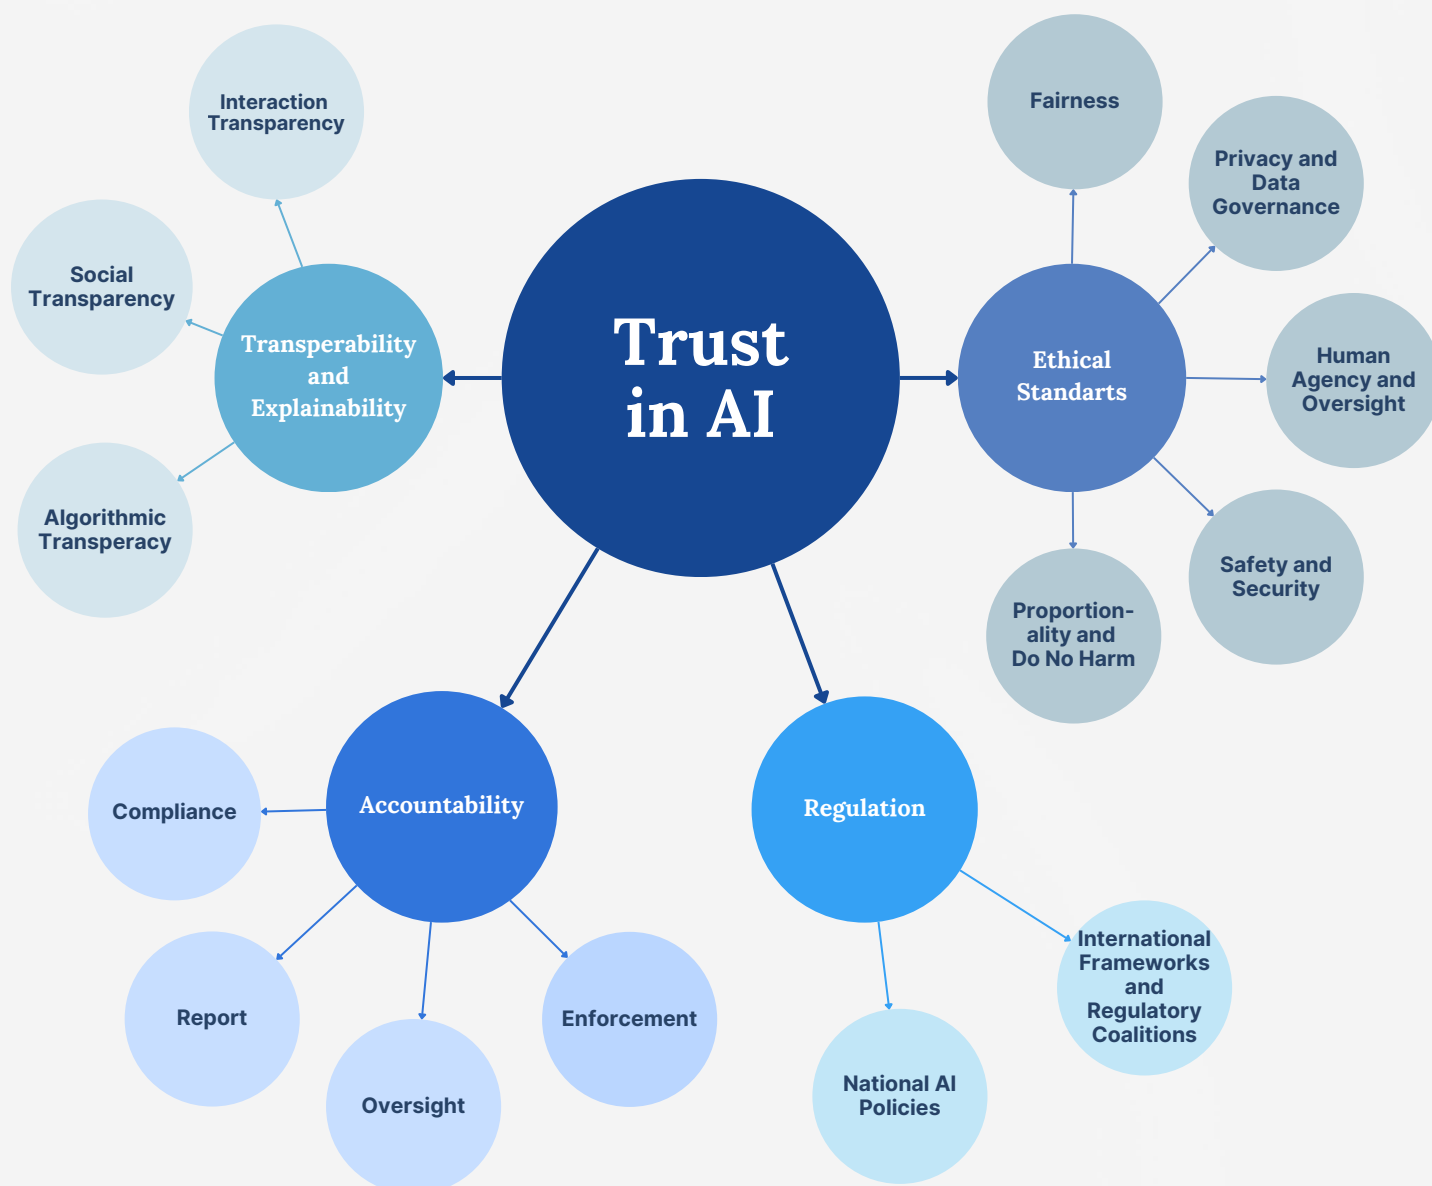 Trust
in AI
Transperability
and
Explainability
Interaction
Transparency
Social
Transparency
Algorithmic
Transperacy
Ethical
Standarts
Fairness
Privacy and
Data
Governance
Human
Agency and
Oversight
Safety and
Security
Proportion-
ality and
Do No Harm
Accountability
Compliance
Report
Oversight
Enforcement
Regulation
International
Frameworks
and
Regulatory
Coalitions
National AI
Policies